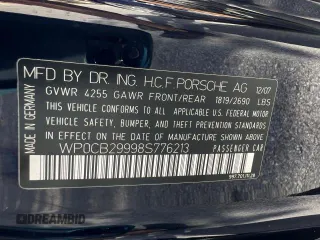 MFD BY DR. ING. H.C.F. PORSCHE AG 12/07
GVWR 4255 GAWR FRONT/REAR 1819/2690 LBS
MADE IN GERMANY
THIS VEHICLE CONFORMS TO ALL APPLICABLE
FEDERAL MOTOR VEHICLE SAFETY, BUMPER, AND
THEFT PREVENTION STANDARDS IN EFFECT ON THE
DATE OF MANUFACTURE SHOWN ABOVE.
WP0CB29998S776213 PASSENGER CAR
DREAMBID